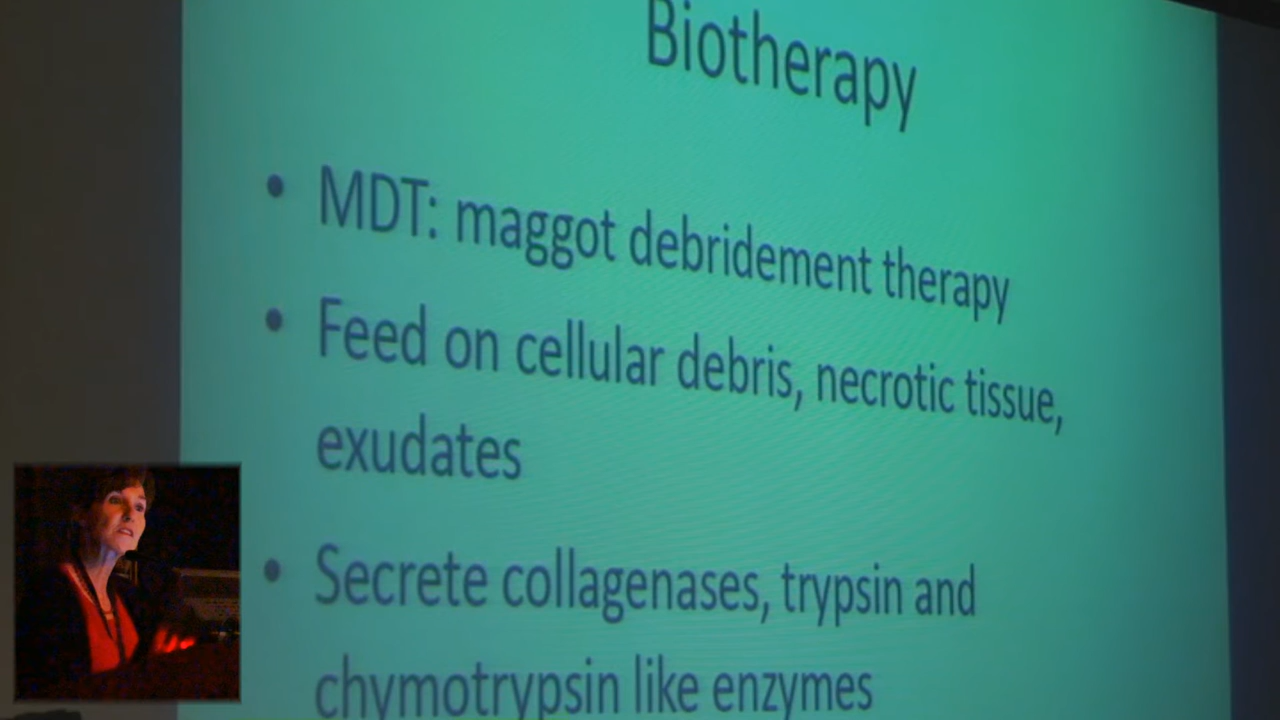 Biotherapy
• MDT: maggot debridement therapy
• Feed on cellular debris, necrotic tissue,
exudates
• Secrete collagenases, trypsin and
chymotrypsin like enzymes